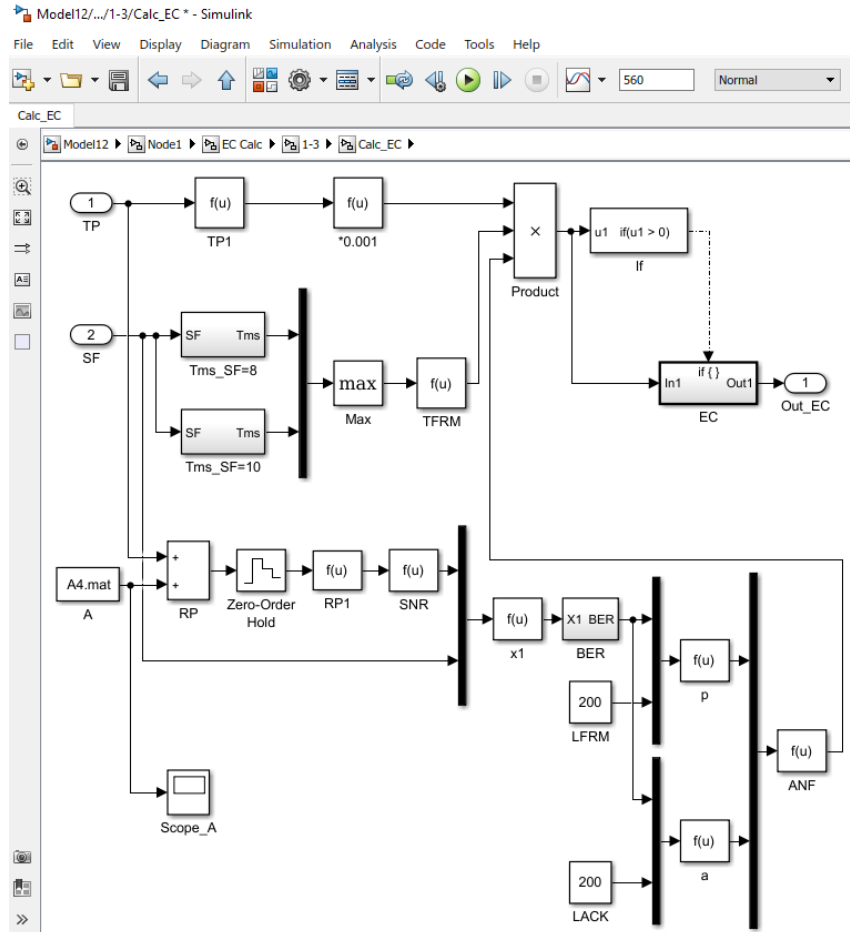 Model12/.../1-3/Calc_EC * - Simulink
File Edit View Display Diagram Simulation Analysis Code Tools Help
560 Normal
Calc_EC
Model12 Node1 EC Calc 1-3 Calc_EC
1
TP
f(u)
TP1
f(u)
*0.001
×
Product
u1 if(u1 > 0)
If
2
SF
SF Tms
Tms_SF=8
SF Tms
Tms_SF=10
max
Max
f(u)
TFRM
if { }
In1 Out1
EC
1
Out_EC
A4.mat
A
+
+
RP
Zero-Order
Hold
f(u)
RP1
f(u)
SNR
f(u)
x1
X1 BER
BER
200
LFRM
f(u)
p
f(u)
ANF
Scope_A
200
LACK
f(u)
a